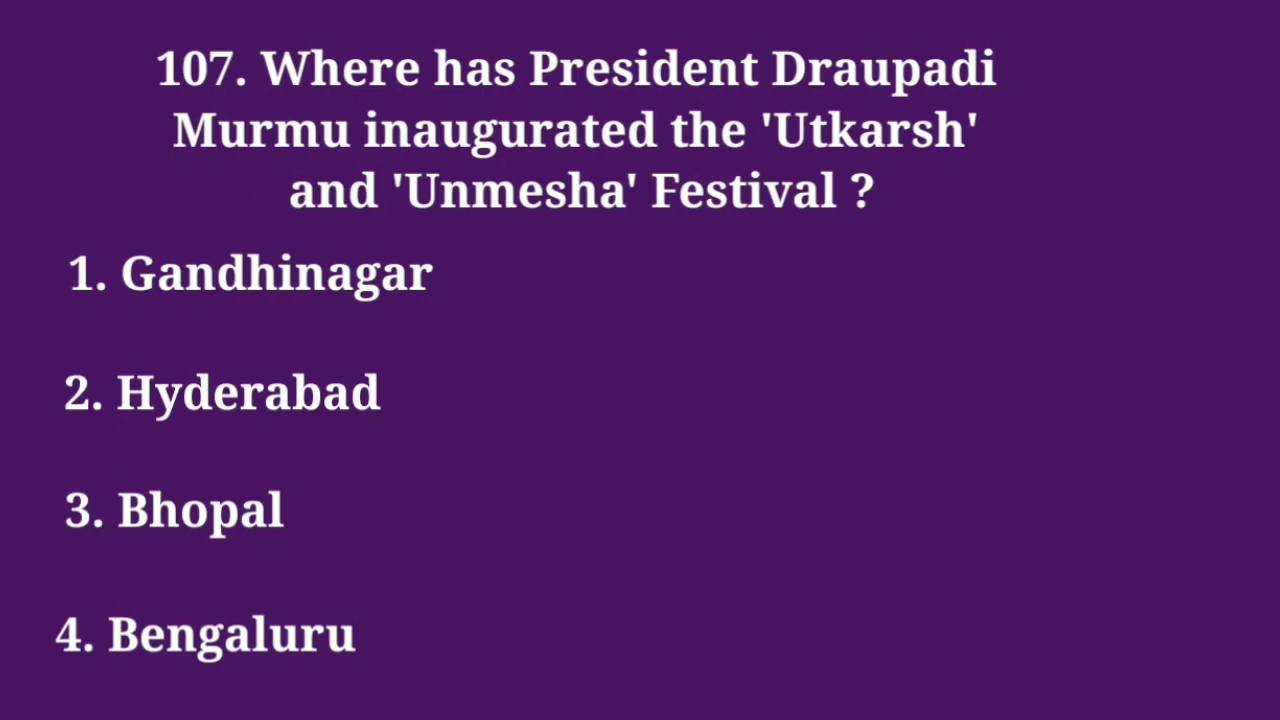 107. Where has President Draupadi
Murmu inaugurated the 'Utkarsh'
and 'Unmesha' Festival ?
1. Gandhinagar
2. Hyderabad
3. Bhopal
4. Bengaluru